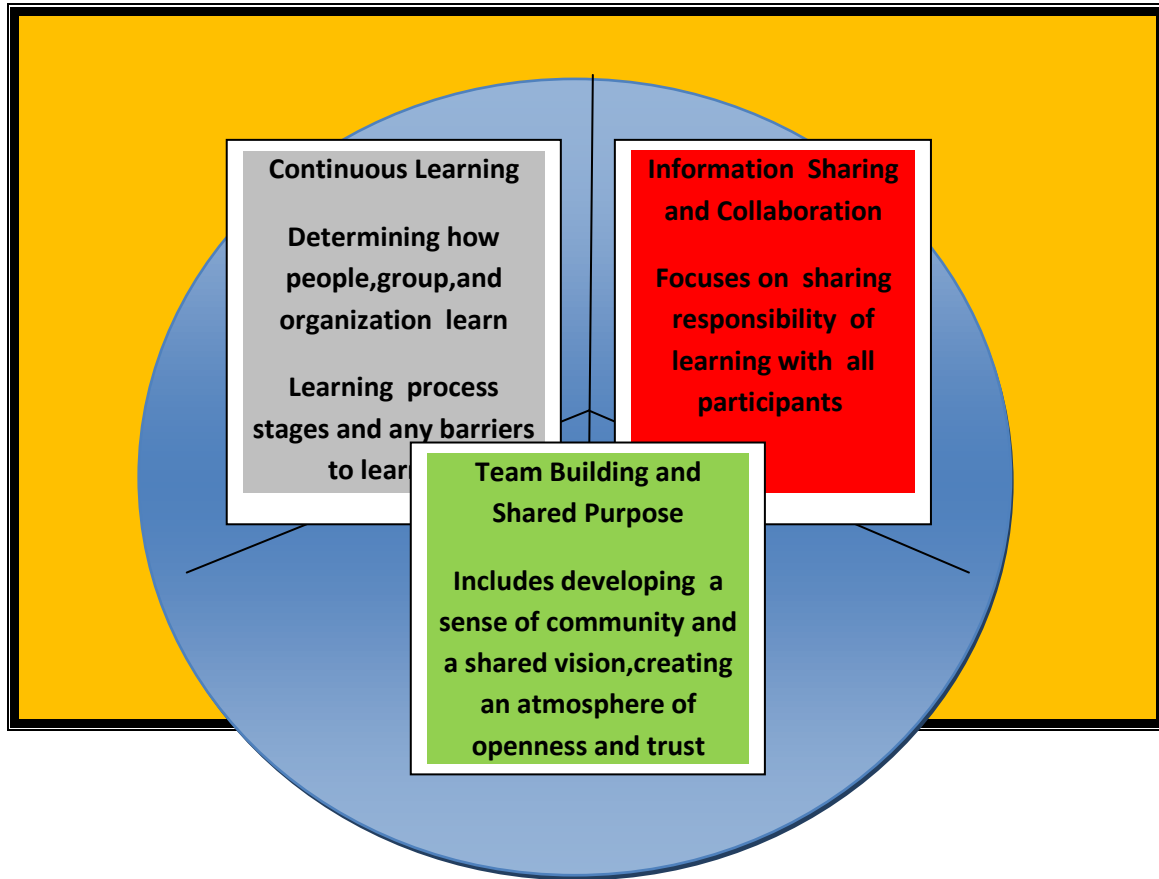 Continuous Learning
Determining how
people,group,and
organization learn
Learning process
stages and any barriers
to
Information Sharing
and Collaboration
Focuses on sharing
responsibility of
learning with all
participants
Team Building and
Shared Purpose
Includes developing a
sense of community and
a shared vision,creating
an atmosphere of
openness and trust